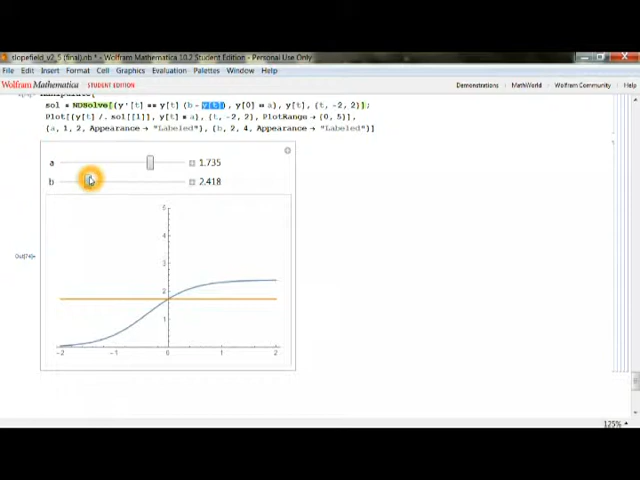 slopefield_v2_5 (final).nb * - Wolfram Mathematica 10.2 Student Edition - Personal Use Only
File Edit Insert Format Cell Graphics Evaluation Palettes Window Help
Wolfram Mathematica STUDENT EDITION Demonstrations MathWorld Wolfram Community Help
sol = NDSolve[{y'[t] == y[t] (b - y[t]), y[0] == a}, y[t], {t, -2, 2}];
Plot[{y[t] /. sol[[1]], y[t] = a}, {t, -2, 2}, PlotRange → {0, 5}],
{a, 1, 2, Appearance → "Labeled"}, {b, 2, 4, Appearance → "Labeled"}]
a 1.735
b 2.418
5
4
3
2
1
-2 -1 0 1 2
Out[74]=
125%